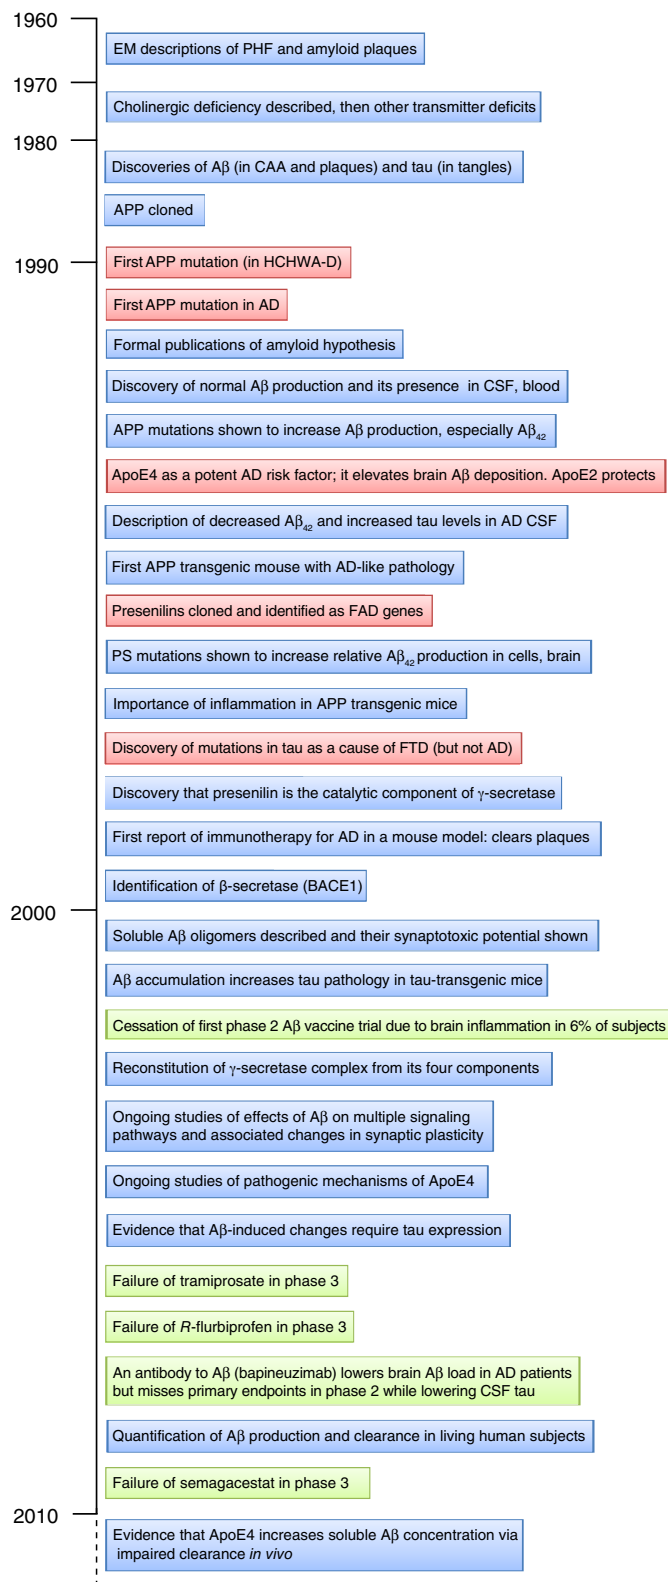 1960
EM descriptions of PHF and amyloid plaques
1970
Cholinergic deficiency described, then other transmitter deficits
1980
Discoveries of Aβ (in CAA and plaques) and tau (in tangles)
APP cloned
First APP mutation (in HCHWA-D)
1990
First APP mutation in AD
Formal publications of amyloid hypothesis
Discovery of normal Aβ production and its presence in CSF, blood
APP mutations shown to increase Aβ production, especially Aβ₄₂
ApoE4 as a potent AD risk factor; it elevates brain Aβ deposition. ApoE2 protects
Description of decreased Aβ₄₂ and increased tau levels in AD CSF
First APP transgenic mouse with AD-like pathology
Presenilins cloned and identified as FAD genes
PS mutations shown to increase relative Aβ₄₂ production in cells, brain
Importance of inflammation in APP transgenic mice
Discovery of mutations in tau as a cause of FTD (but not AD)
Discovery that presenilin is the catalytic component of γ-secretase
First report of immunotherapy for AD in a mouse model: clears plaques
Identification of β-secretase (BACE1)
2000
Soluble Aβ oligomers described and their synaptotoxic potential shown
Aβ accumulation increases tau pathology in tau-transgenic mice
Cessation of first phase 2 Aβ vaccine trial due to brain inflammation in 6% of subjects
Reconstitution of γ-secretase complex from its four components
Ongoing studies of effects of Aβ on multiple signaling
pathways and associated changes in synaptic plasticity
Ongoing studies of pathogenic mechanisms of ApoE4
Evidence that Aβ-induced changes require tau expression
Failure of tramiprosate in phase 3
Failure of R-flurbiprofen in phase 3
An antibody to Aβ (bapineuzimab) lowers brain Aβ load in AD patients
but misses primary endpoints in phase 2 while lowering CSF tau
Quantification of Aβ production and clearance in living human subjects
Failure of semagacestat in phase 3
2010
Evidence that ApoE4 increases soluble Aβ concentration via
impaired clearance in vivo